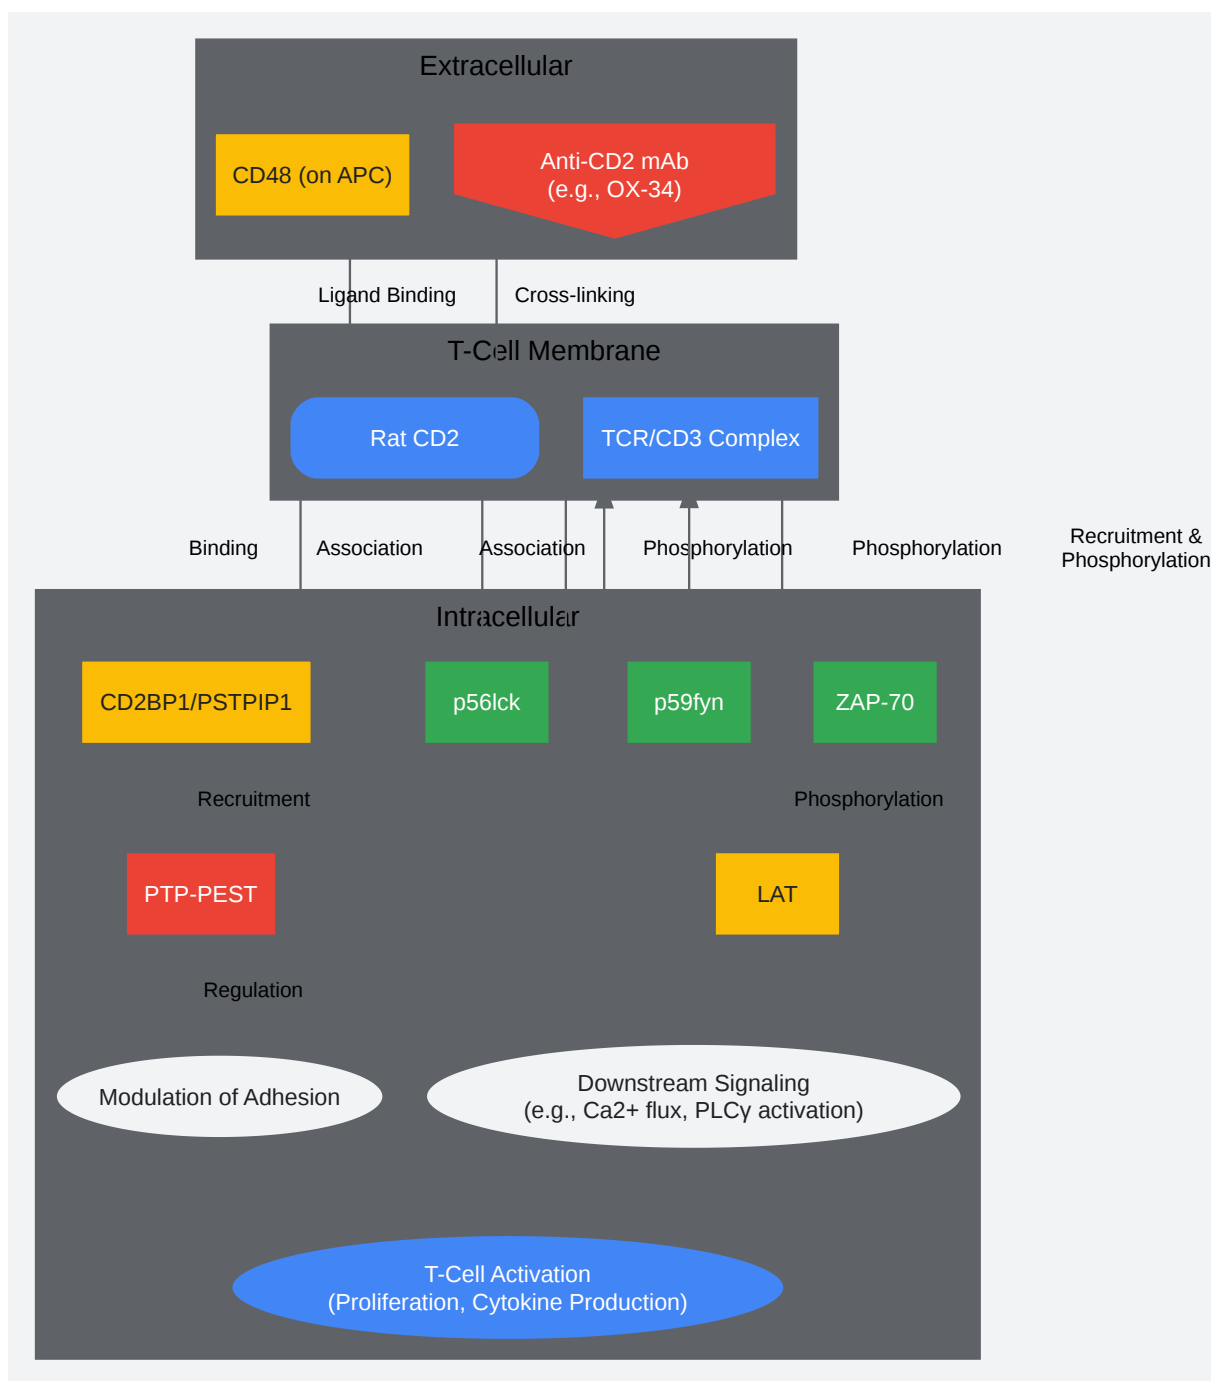 Extracellular
CD48 (on APC)
Anti-CD2 mAb
(e.g., OX-34)
Ligand Binding
Cross-linking
T-Cell Membrane
Rat CD2
TCR/CD3 Complex
Binding
Association
Association
Phosphorylation
Phosphorylation
Recruitment &
Phosphorylation
Intracellular
CD2BP1/PSTPIP1
p56lck
p59fyn
ZAP-70
Recruitment
Phosphorylation
PTP-PEST
LAT
Regulation
Modulation of Adhesion
Downstream Signaling
(e.g., Ca2+ flux, PLCγ activation)
T-Cell Activation
(Proliferation, Cytokine Production)